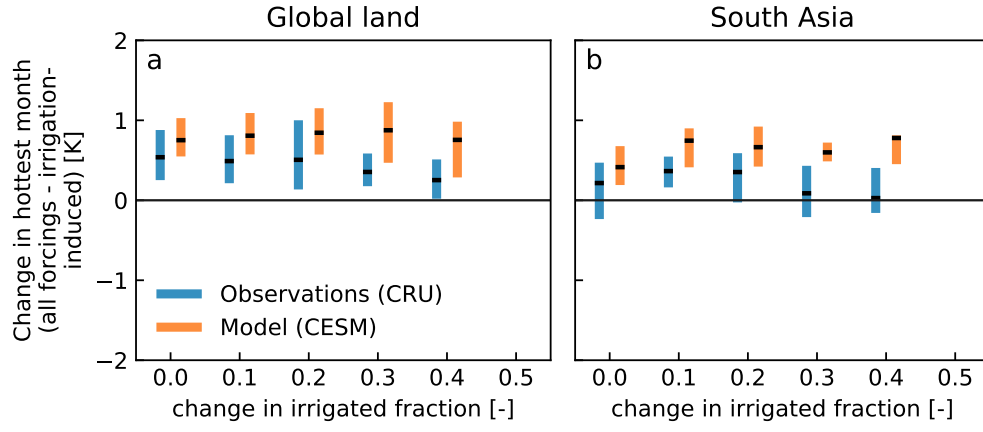 Global land
South Asia
Change in hottest month
(all forcings - irrigation-
induced) [K]
2
1
0
−1
−2
a
b
Observations (CRU)
Model (CESM)
0.0 0.1 0.2 0.3 0.4 0.5
0.0 0.1 0.2 0.3 0.4 0.5
change in irrigated fraction [-]
change in irrigated fraction [-]